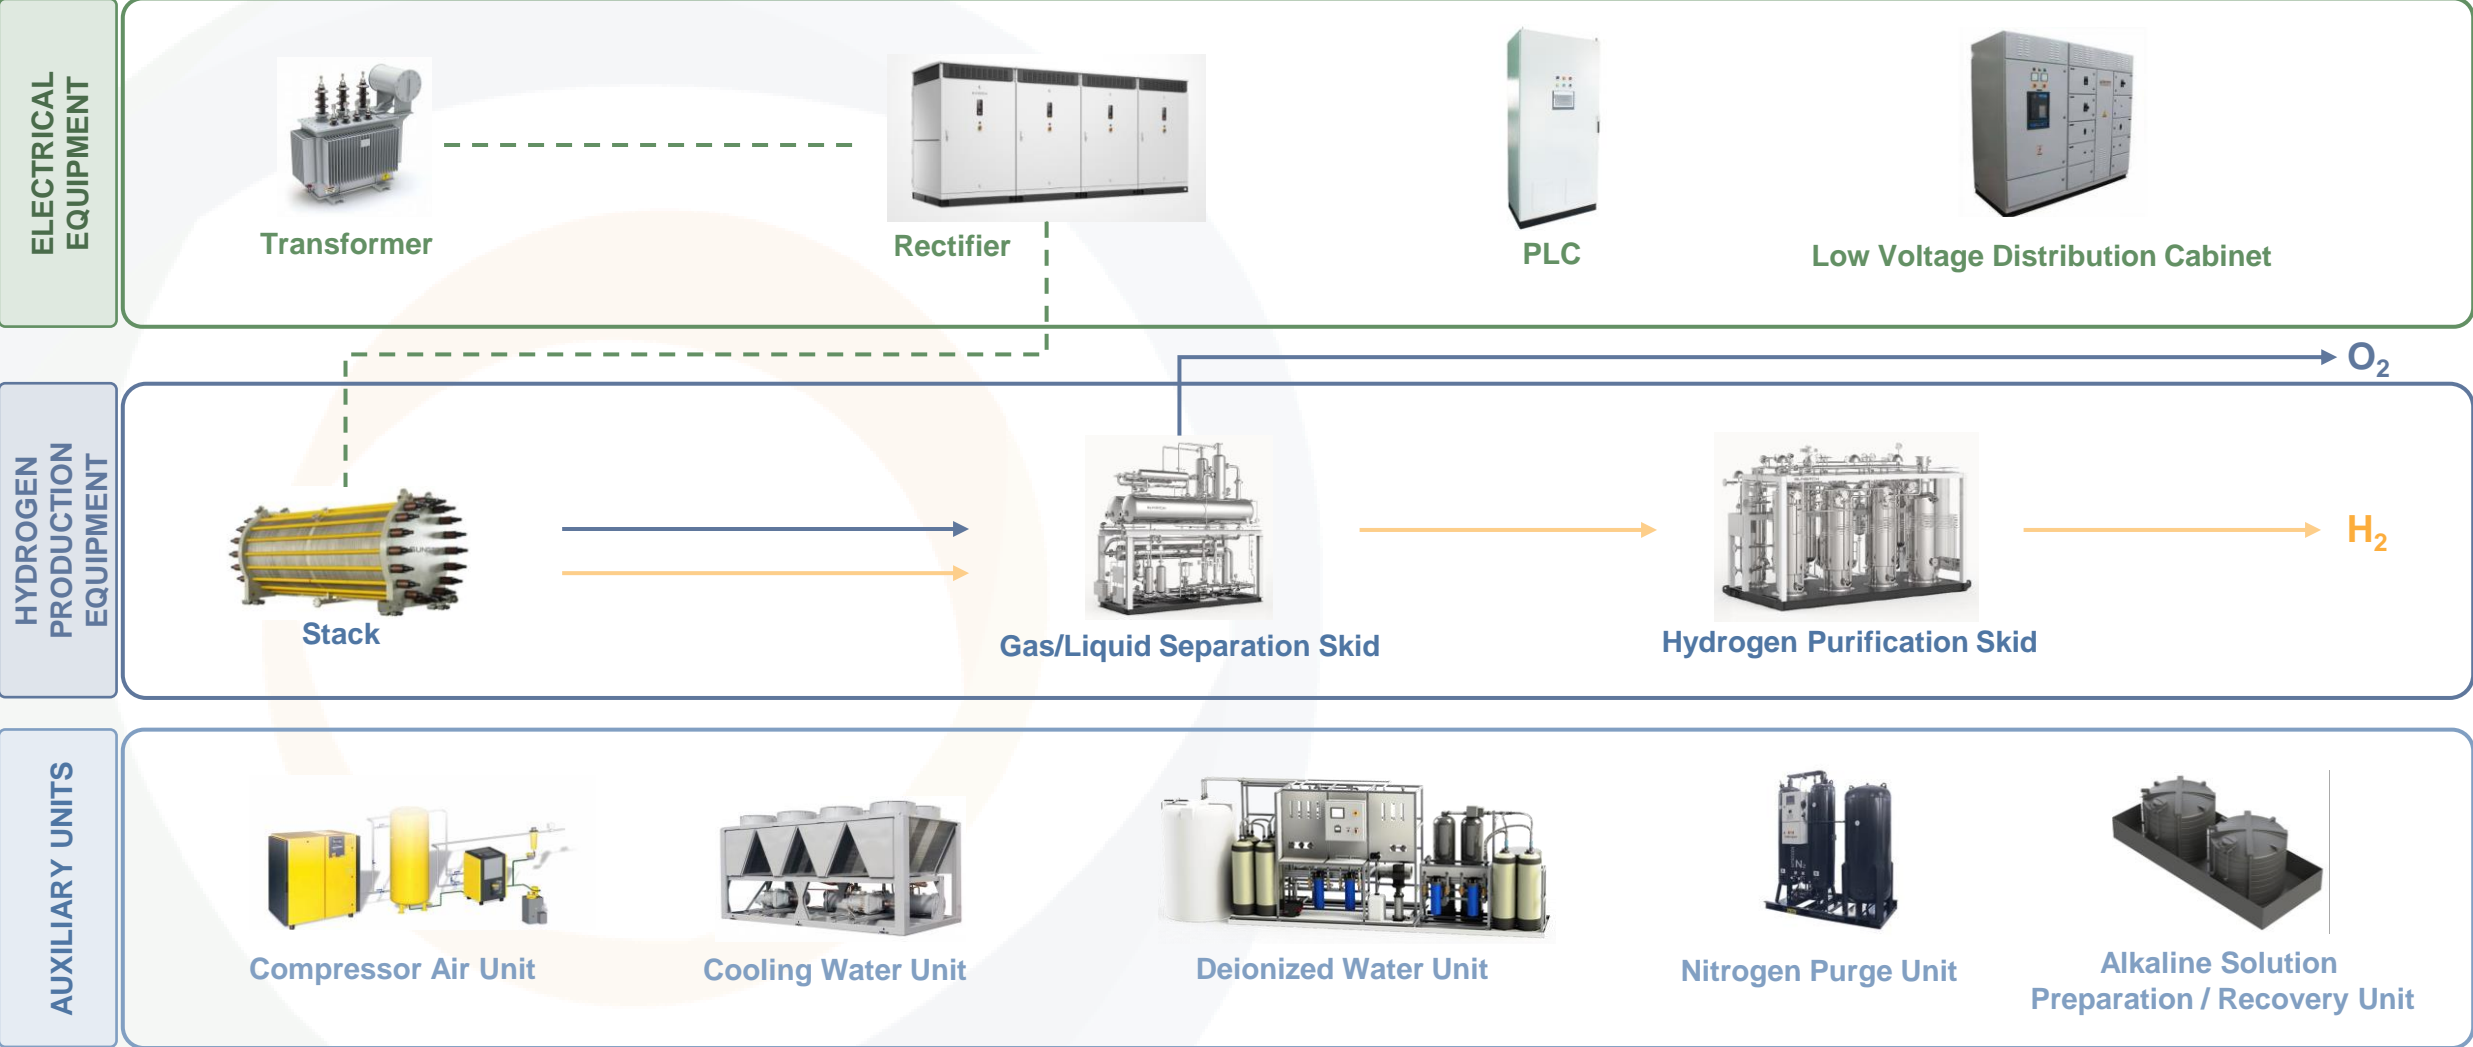 ELECTRICAL
EQUIPMENT
Transformer
Rectifier
PLC
Low Voltage Distribution Cabinet
O2
HYDROGEN
PRODUCTION
EQUIPMENT
Stack
Gas/Liquid Separation Skid
Hydrogen Purification Skid
H2
AUXILIARY UNITS
Compressor Air Unit
Cooling Water Unit
Deionized Water Unit
N2
Nitrogen Purge Unit
Alkaline Solution
Preparation / Recovery Unit